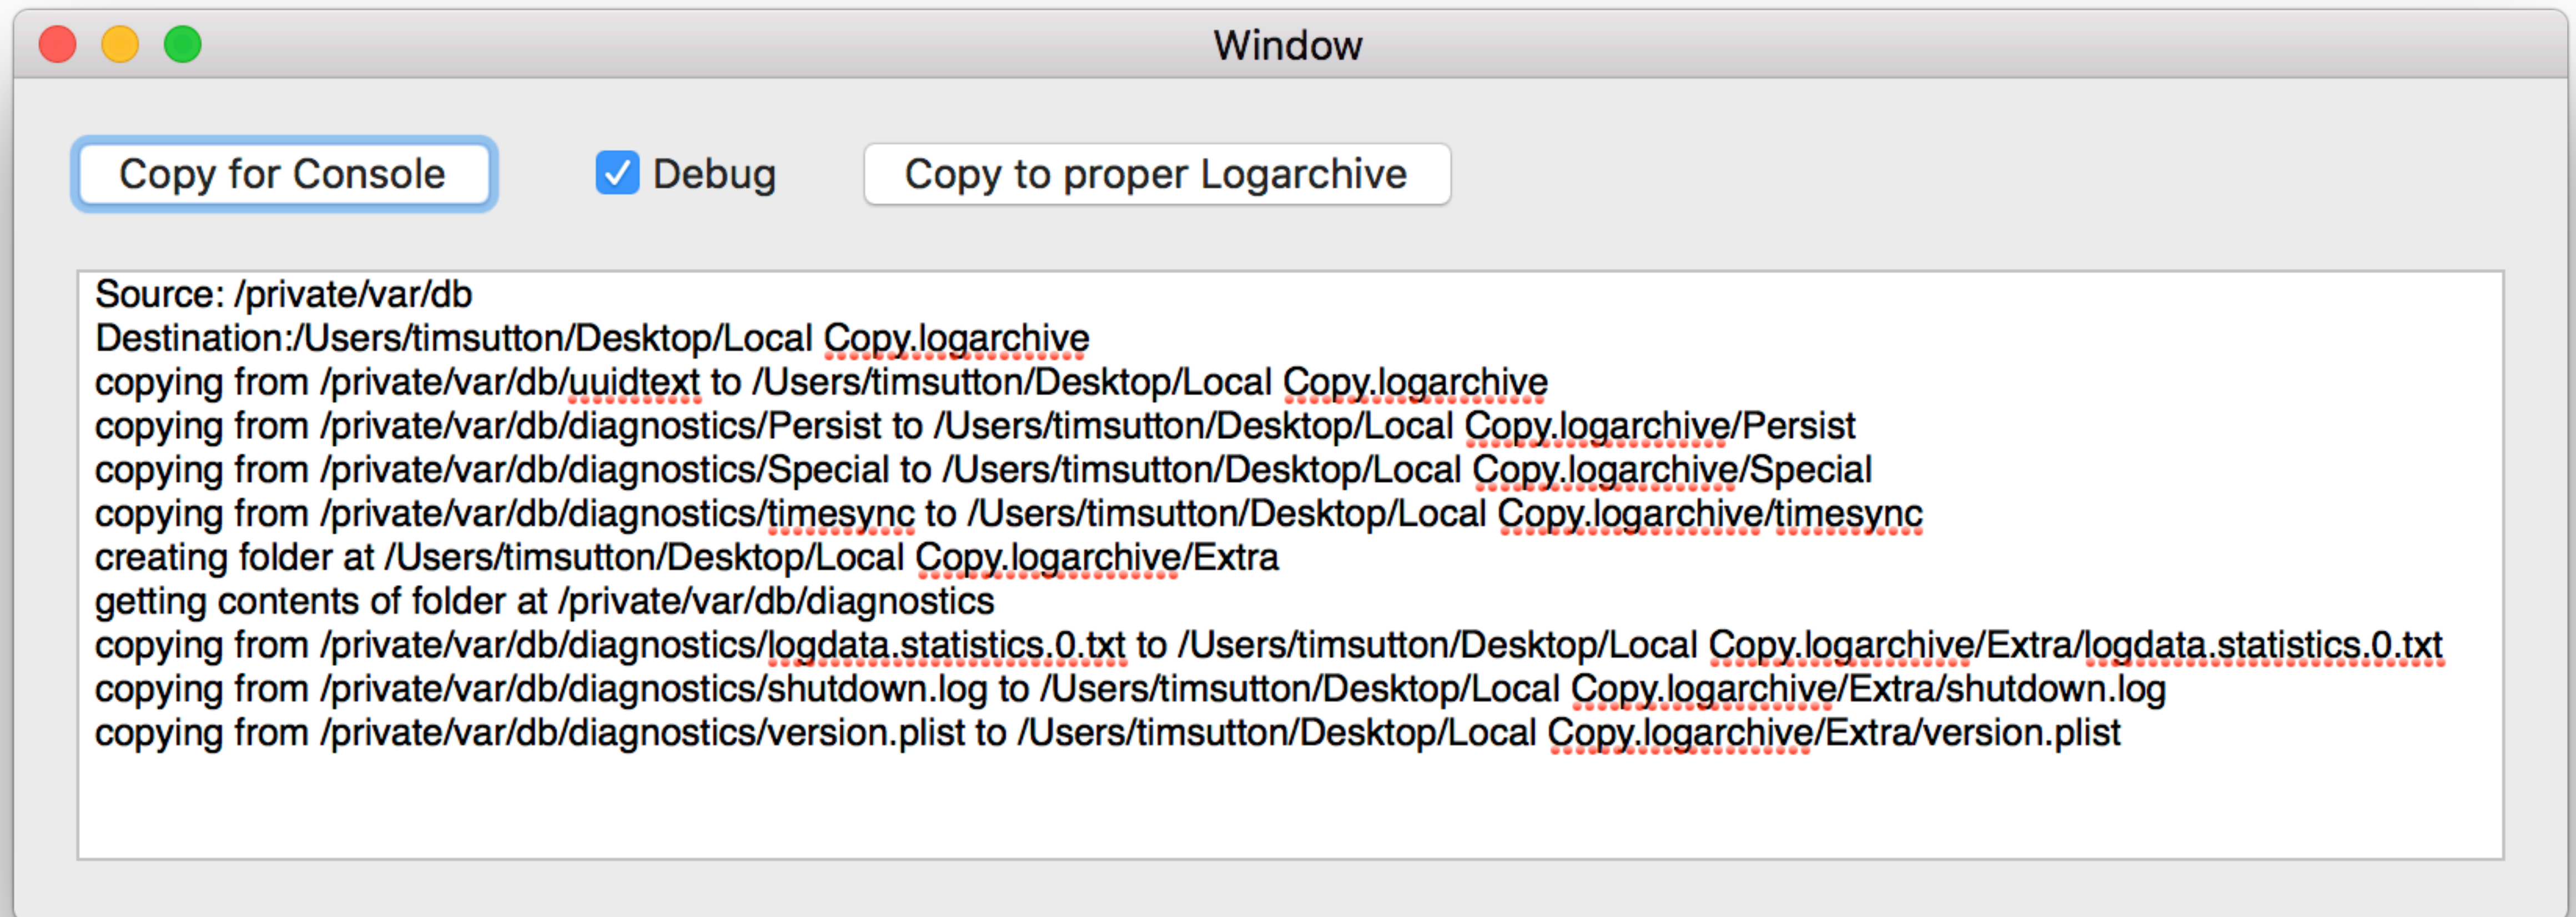 Window
Copy for Console
Debug
Copy to proper Logarchive
Source: /private/var/db
Destination:/Users/timsutton/Desktop/Local Copy.logarchive
copying from /private/var/db/uuidtext to /Users/timsutton/Desktop/Local Copy.logarchive
copying from /private/var/db/diagnostics/Persist to /Users/timsutton/Desktop/Local Copy.logarchive/Persist
copying from /private/var/db/diagnostics/Special to /Users/timsutton/Desktop/Local Copy.logarchive/Special
copying from /private/var/db/diagnostics/timesync to /Users/timsutton/Desktop/Local Copy.logarchive/timesync
creating folder at /Users/timsutton/Desktop/Local Copy.logarchive/Extra
getting contents of folder at /private/var/db/diagnostics
copying from /private/var/db/diagnostics/logdata.statistics.0.txt to /Users/timsutton/Desktop/Local Copy.logarchive/Extra/logdata.statistics.0.txt
copying from /private/var/db/diagnostics/shutdown.log to /Users/timsutton/Desktop/Local Copy.logarchive/Extra/shutdown.log
copying from /private/var/db/diagnostics/version.plist to /Users/timsutton/Desktop/Local Copy.logarchive/Extra/version.plist